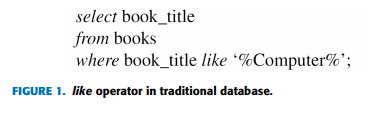 select book_title
from books
where book_title like ‘%Computer%’;
FIGURE 1. like operator in traditional database.